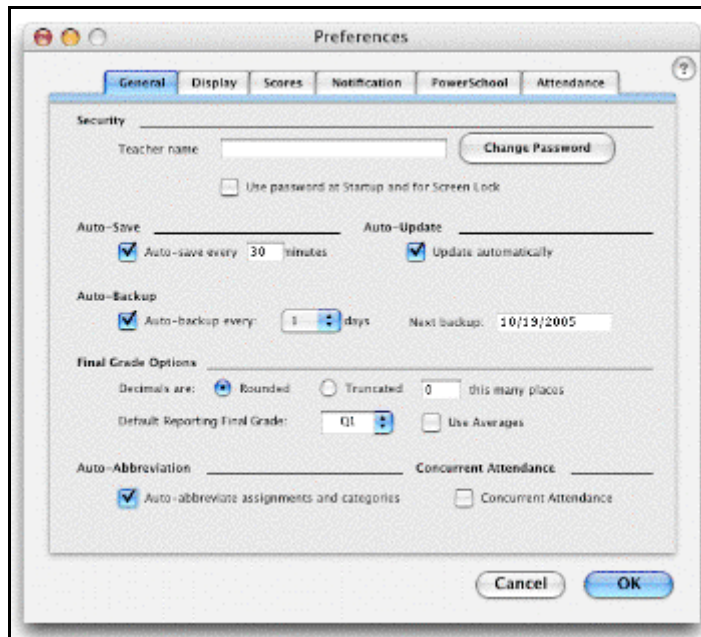 Preferences
?
General Display Scores Notification PowerSchool Attendance
Security
Teacher name Change Password
Use password at Startup and for Screen Lock
Auto-Save Auto-Update
Auto-save every 30 minutes Update automatically
Auto-Backup
Auto-backup every: 1 days Next backup: 10/19/2005
Final Grade Options
Decimals are: Rounded Truncated 0 this many places
Default Reporting Final Grade: Q1 Use Averages
Auto-Abbreviation Concurrent Attendance
Auto-abbreviate assignments and categories Concurrent Attendance
Cancel OK